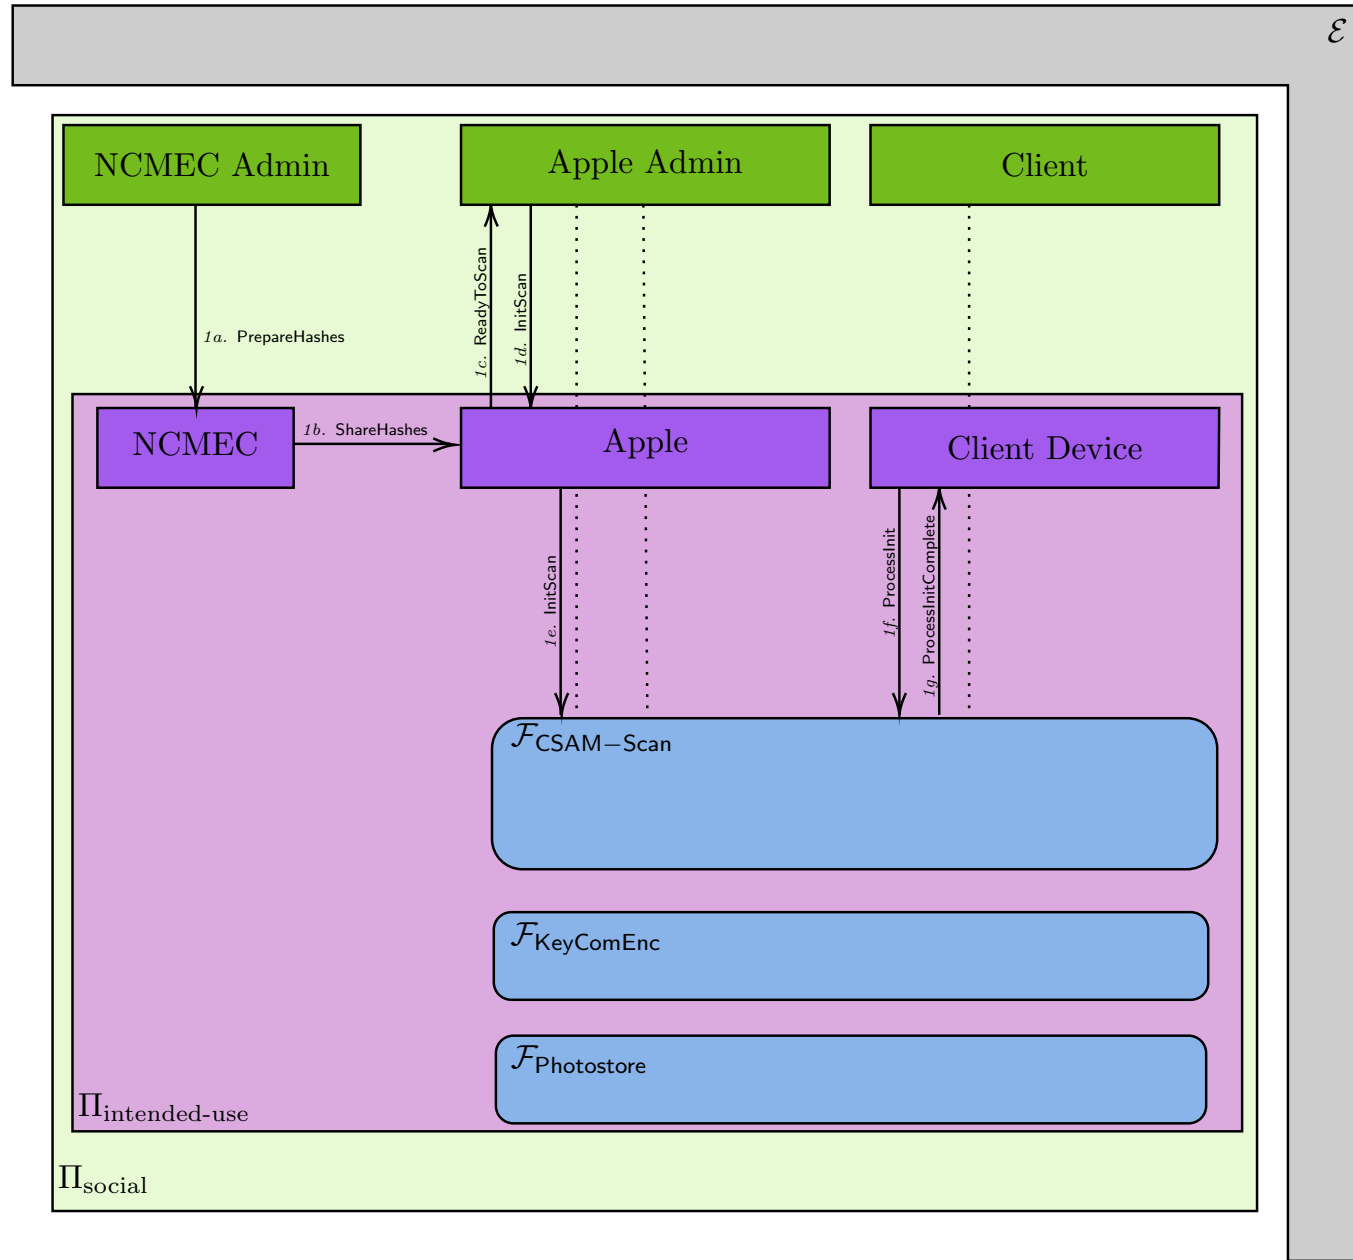 ℰ
NCMEC Admin
Apple Admin
Client
1a. PrepareHashes
1c. ReadyToScan
1d. InitScan
NCMEC
1b. ShareHashes
Apple
Client Device
1e. InitScan
1f. ProcessInit
1g. ProcessInitComplete
ℱCSAM−Scan
ℱKeyComEnc
ℱPhotostore
Πintended-use
Πsocial